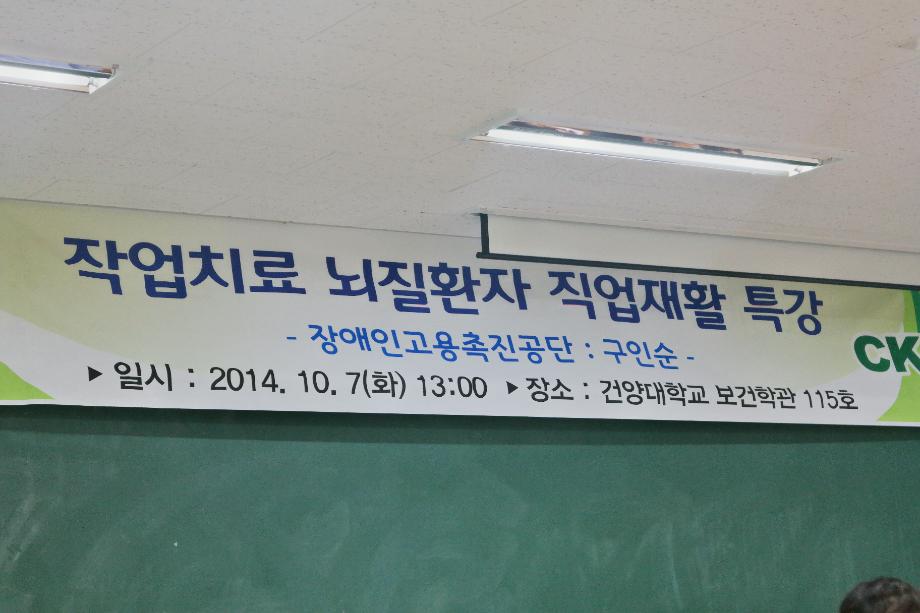 작업치료 뇌질환자 직업재활 특강
- 장애인고용촉진공단 : 구인순 -
▶ 일시 : 2014. 10. 7(화) 13:00 ▶ 장소 : 건양대학교 보건학관 115호
CK